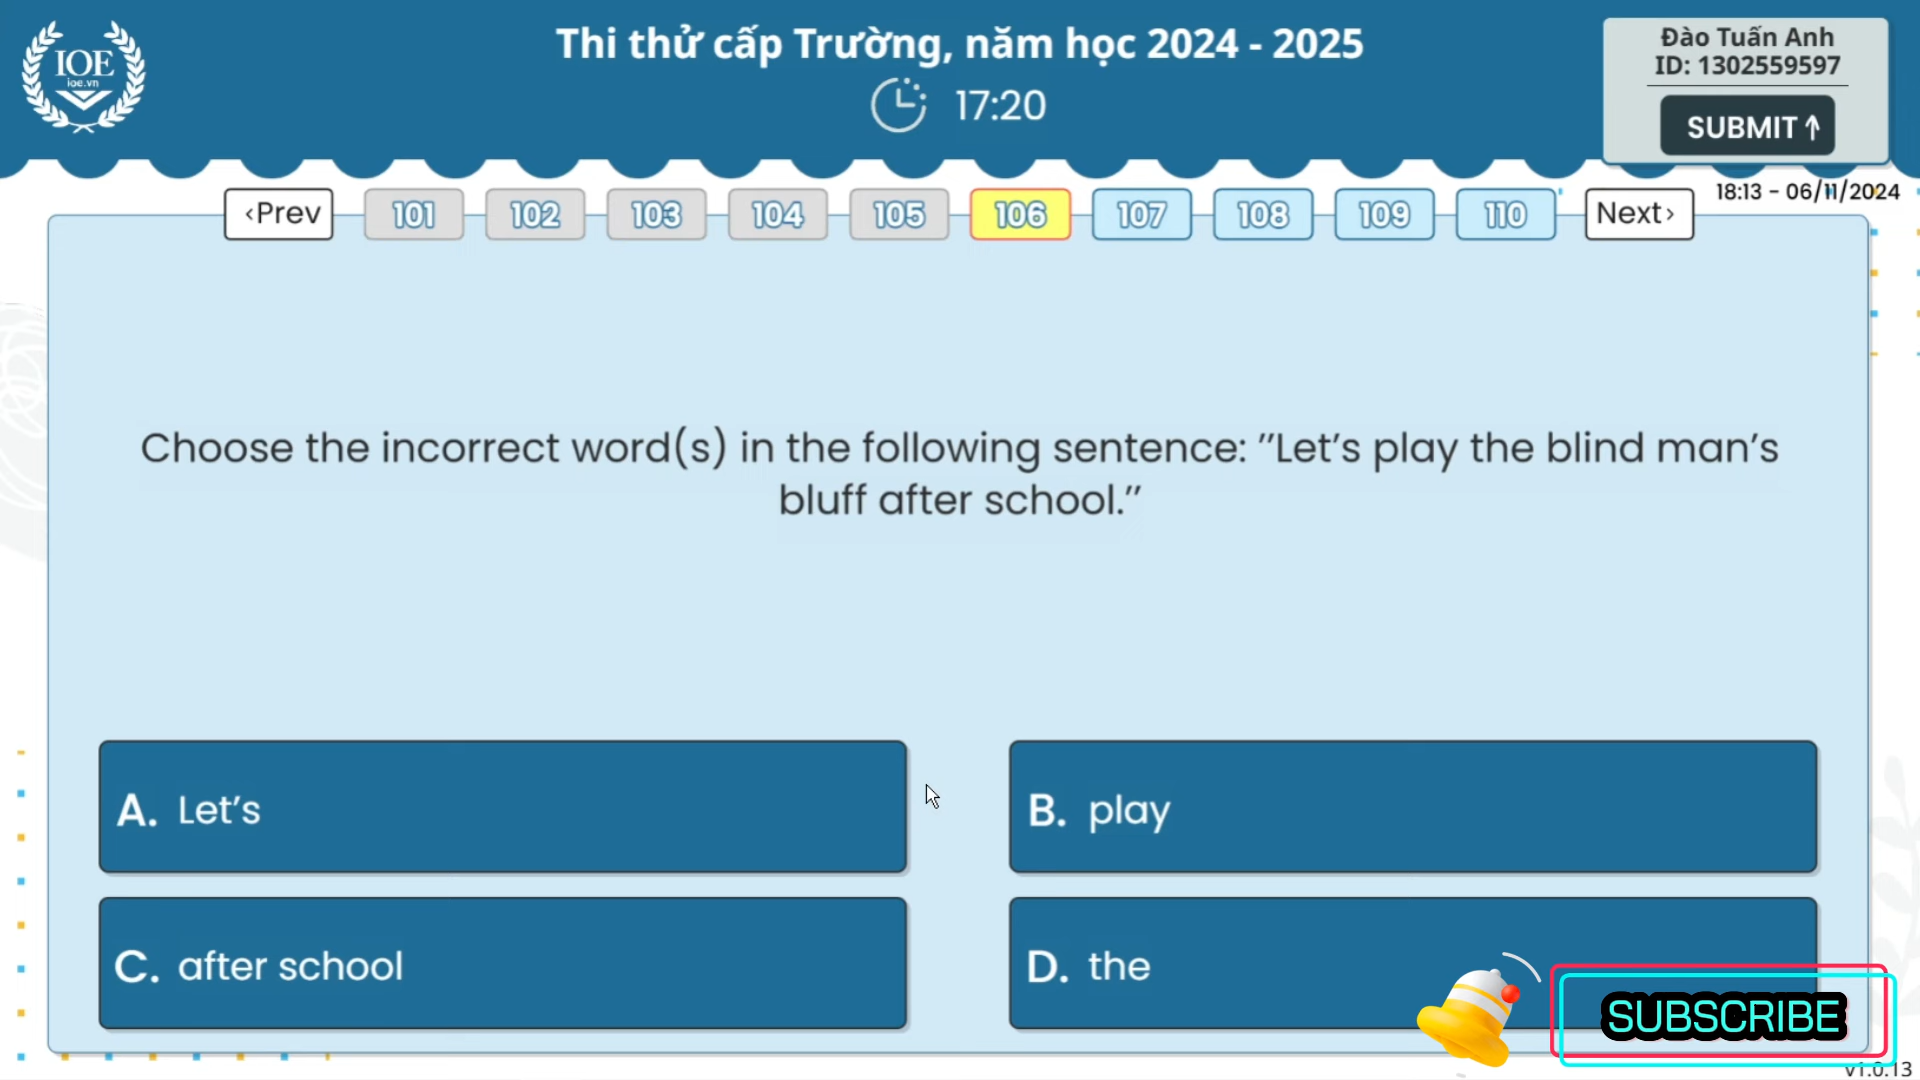 IOE
ioe.vn
Thi thử cấp Trường, năm học 2024 - 2025
17:20
Đào Tuấn Anh
ID: 1302559597
SUBMIT
18:13 - 06/11/2024
‹Prev
101
102
103
104
105
106
107
108
109
110
Next›
Choose the incorrect word(s) in the following sentence: "Let's play the blind man's
bluff after school."
A. Let's
B. play
C. after school
D. the
SUBSCRIBE
v1.0.13